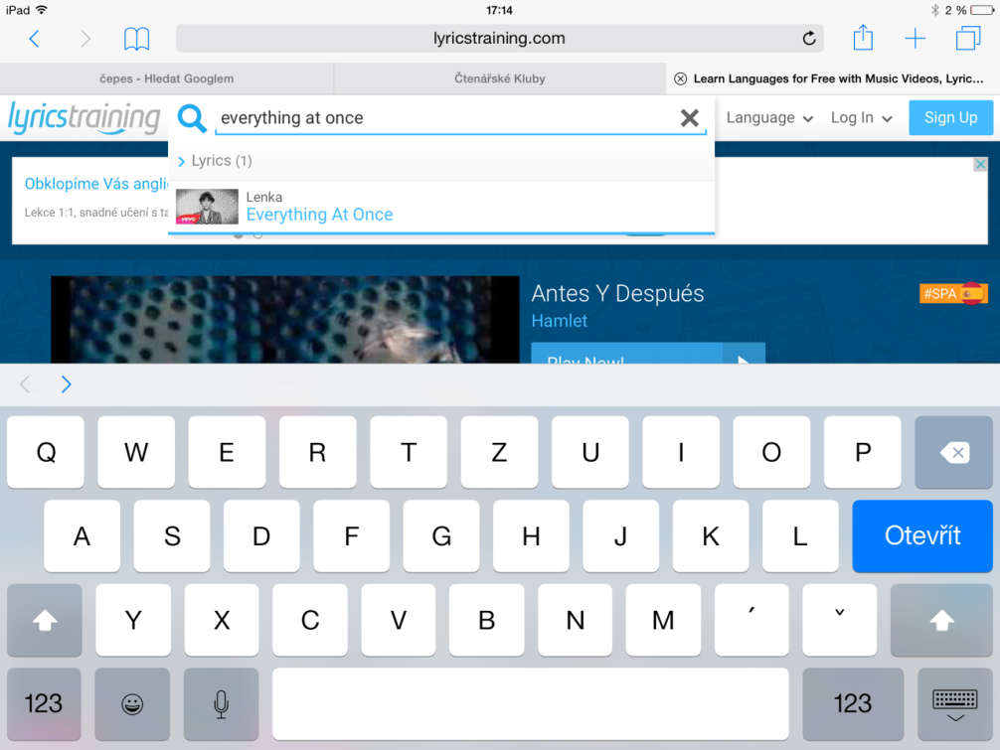 iPad 17:14 2 %
lyricstraining.com
čepes - Hledat Googlem Čtenářské Kluby Learn Languages for Free with Music Videos, Lyric...
lyricstraining everything at once Language Log In Sign Up
Lyrics (1)
Obklopíme Vás angli
Lenka
Lekce 1:1, snadné učení s ta
vevo
Everything At Once
Antes Y Después
#SPA
Hamlet
Play Now!
Q W E R T Z U I O P
A S D F G H J K L Otevřít
Y X C V B N M ´ ˇ
123 123